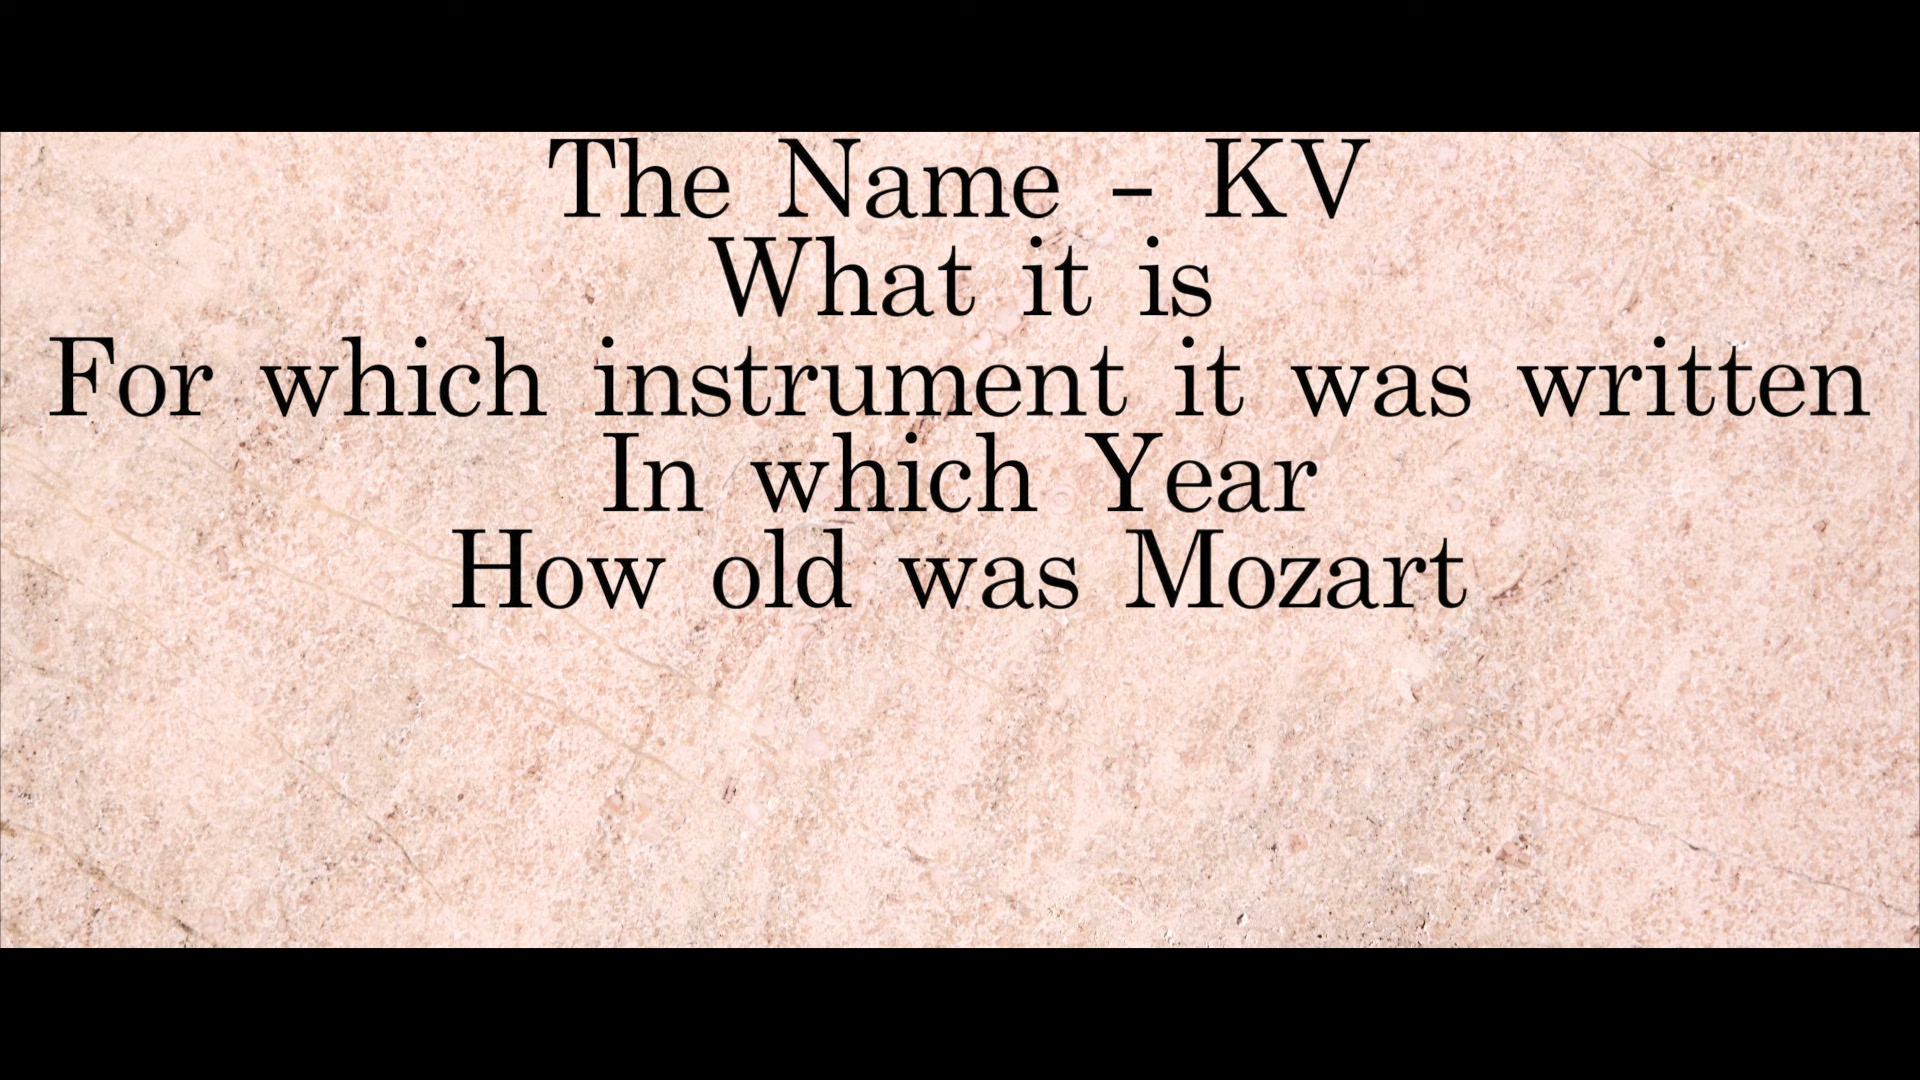 The Name – KV
What it is
For which instrument it was written
In which Year
How old was Mozart